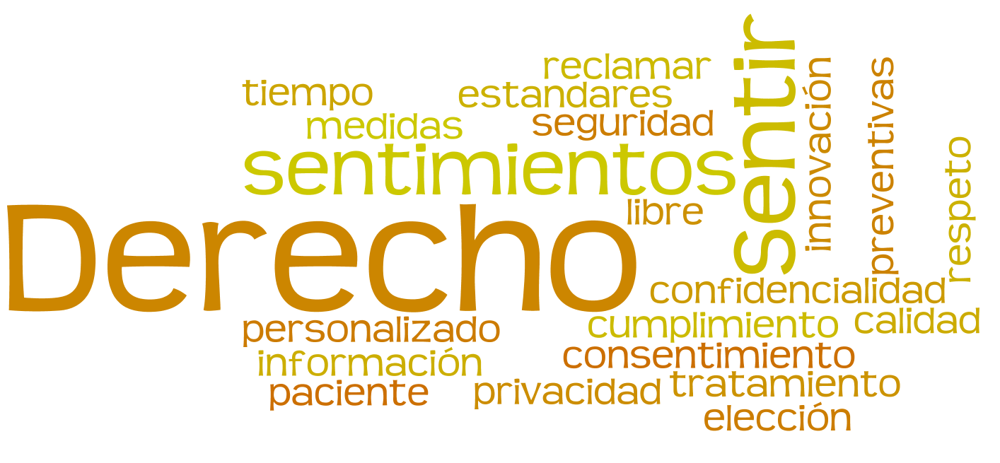 reclamar
tiempo
estandares
medidas
seguridad
sentimientos
sentir
innovación
preventivas
respeto
libre
Derecho
confidencialidad
personalizado
cumplimiento
calidad
información
consentimiento
paciente
privacidad
tratamiento
elección